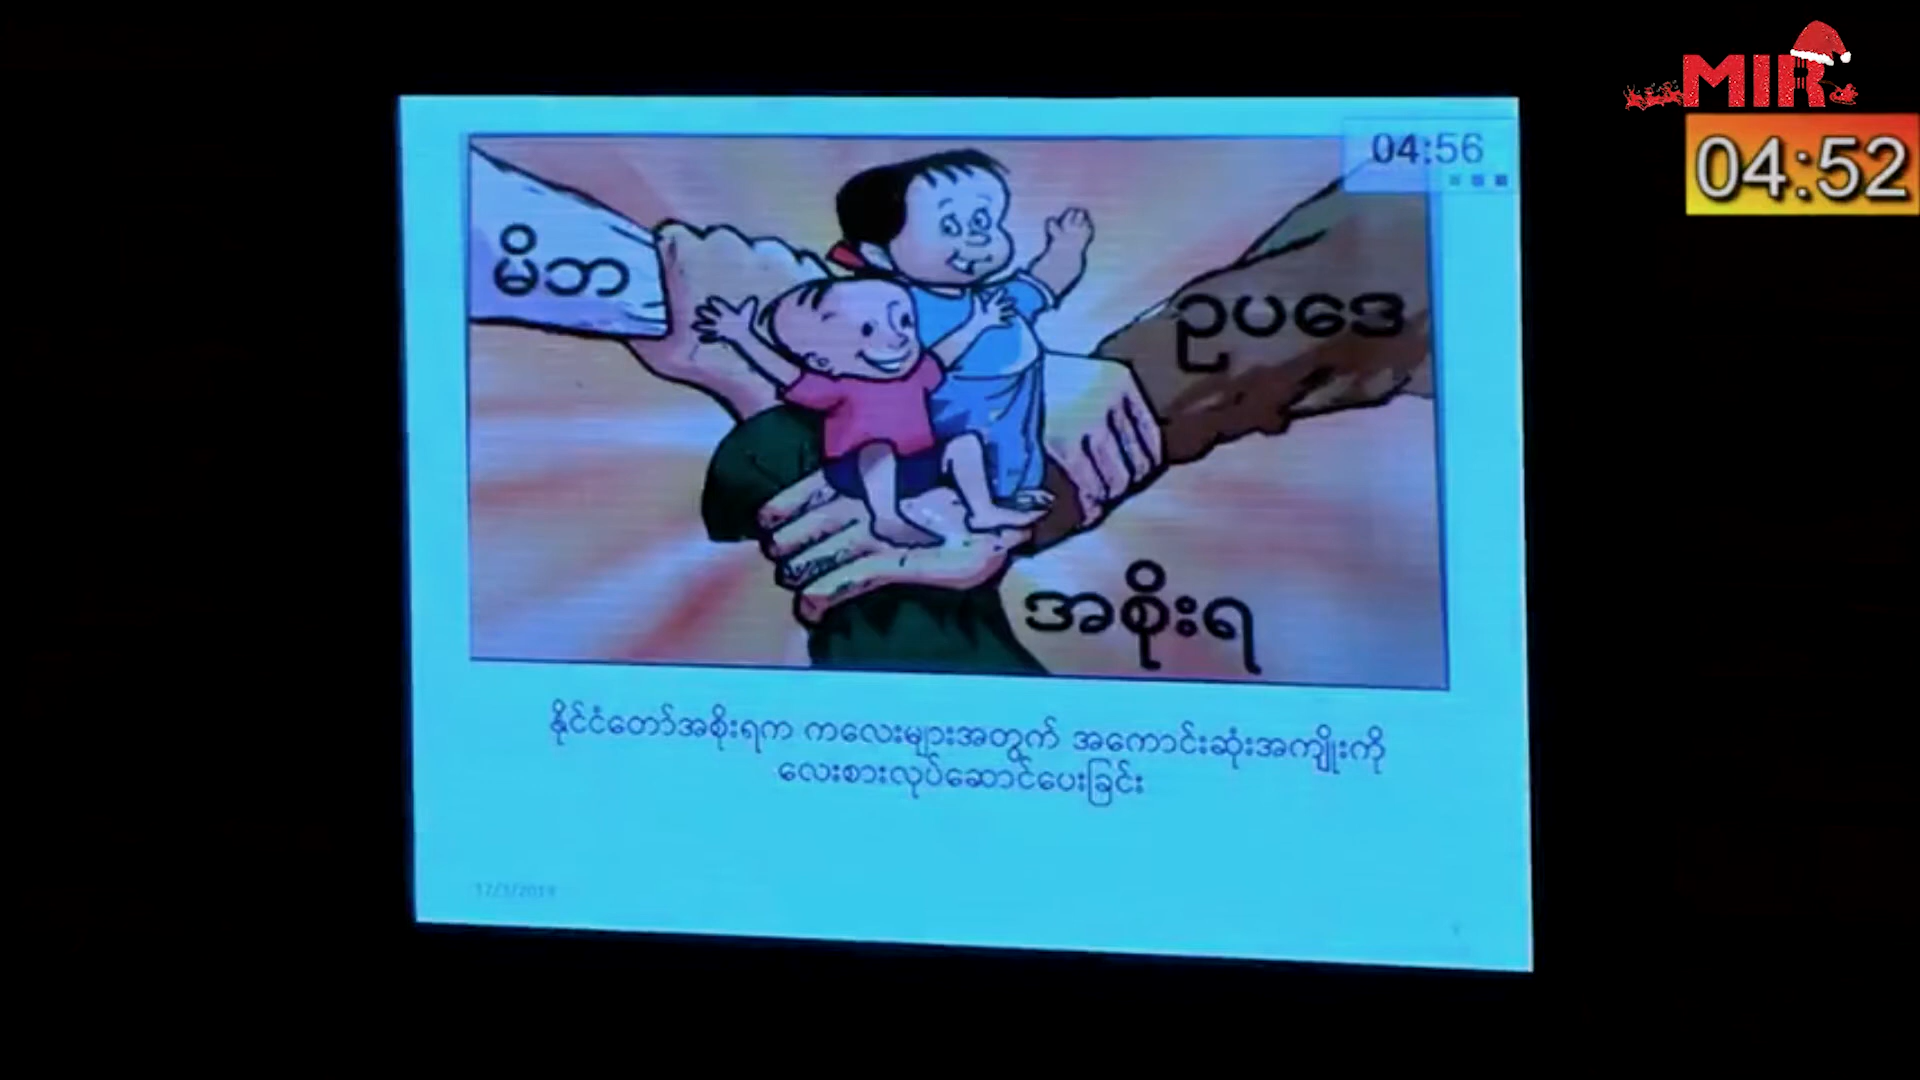 MIR
04:52
04:56
မိဘ
ဥပဒေ
အစိုးရ
နိုင်ငံတော်အစိုးရက ကလေးများအတွက် အကောင်းဆုံးအကျိုးကို
လေးစားလုပ်ဆောင်ပေးခြင်း